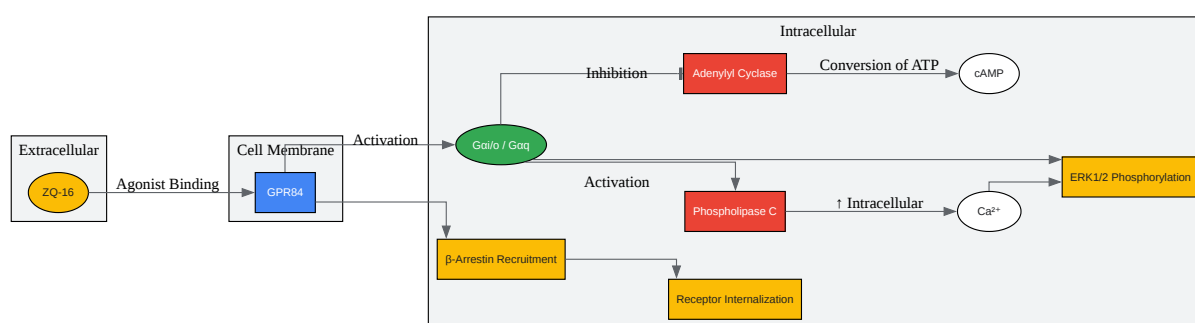 Intracellular
Inhibition
Adenylyl Cyclase
Conversion of ATP
cAMP
Extracellular
Cell Membrane
Activation
Gαi/o / Gαq
ZQ-16
Agonist Binding
GPR84
Activation
ERK1/2 Phosphorylation
Phospholipase C
↑ Intracellular
Ca²⁺
β-Arrestin Recruitment
Receptor Internalization